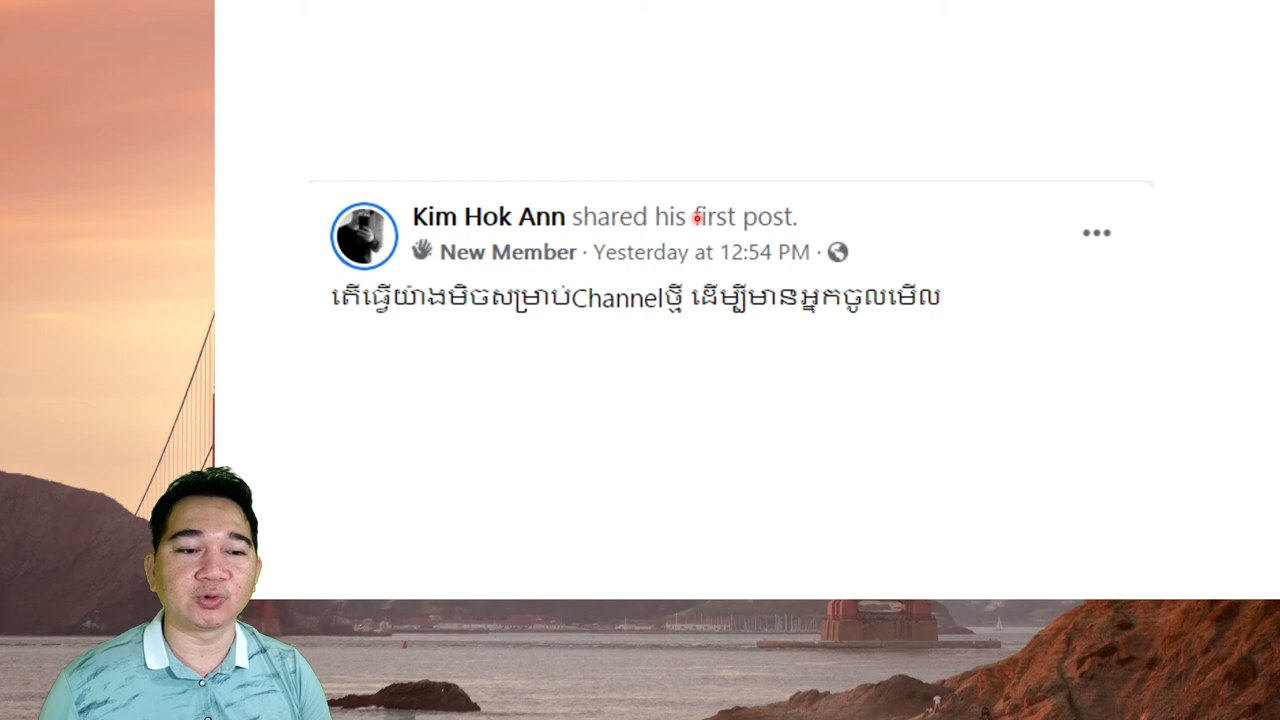 Kim Hok Ann shared his first post.
New Member · Yesterday at 12:54 PM ·
តើធ្វើយ៉ាងមិចសម្រាប់Channelថ្មី ដើម្បីមានអ្នកចូលមើល